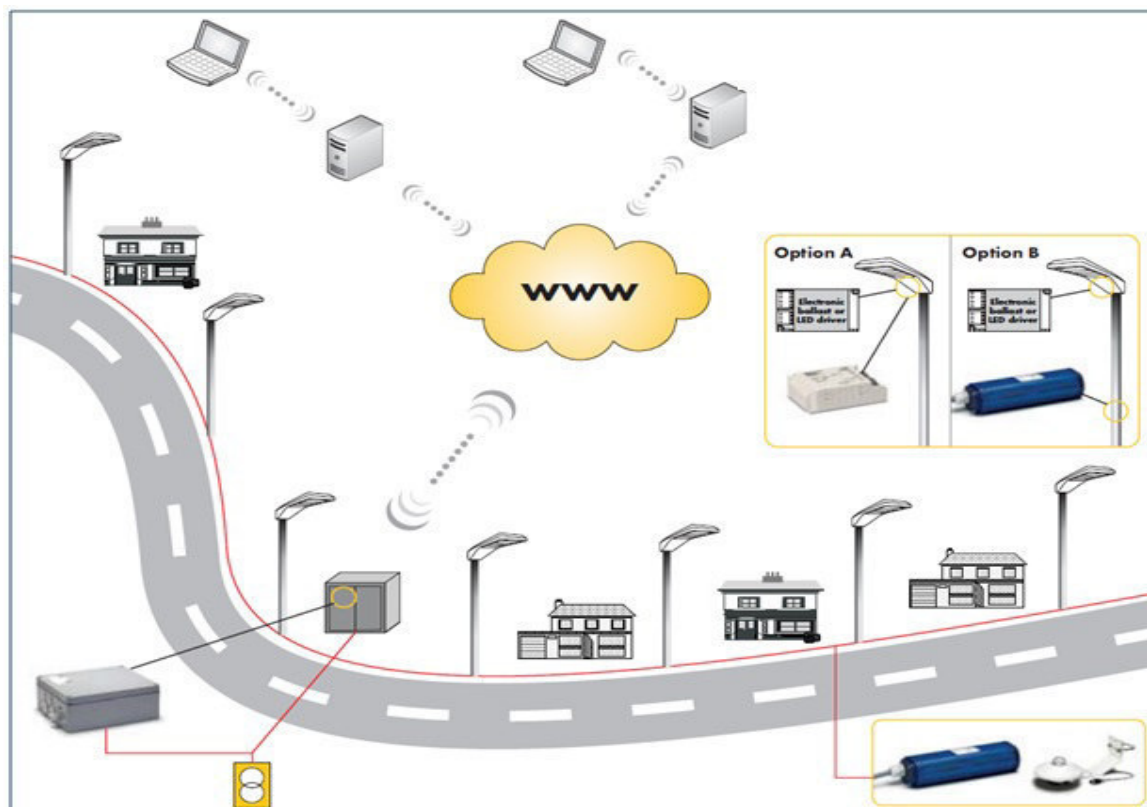 www
Option A
Option B
Electronic
ballast or
LED driver
Electronic
ballast or
LED driver